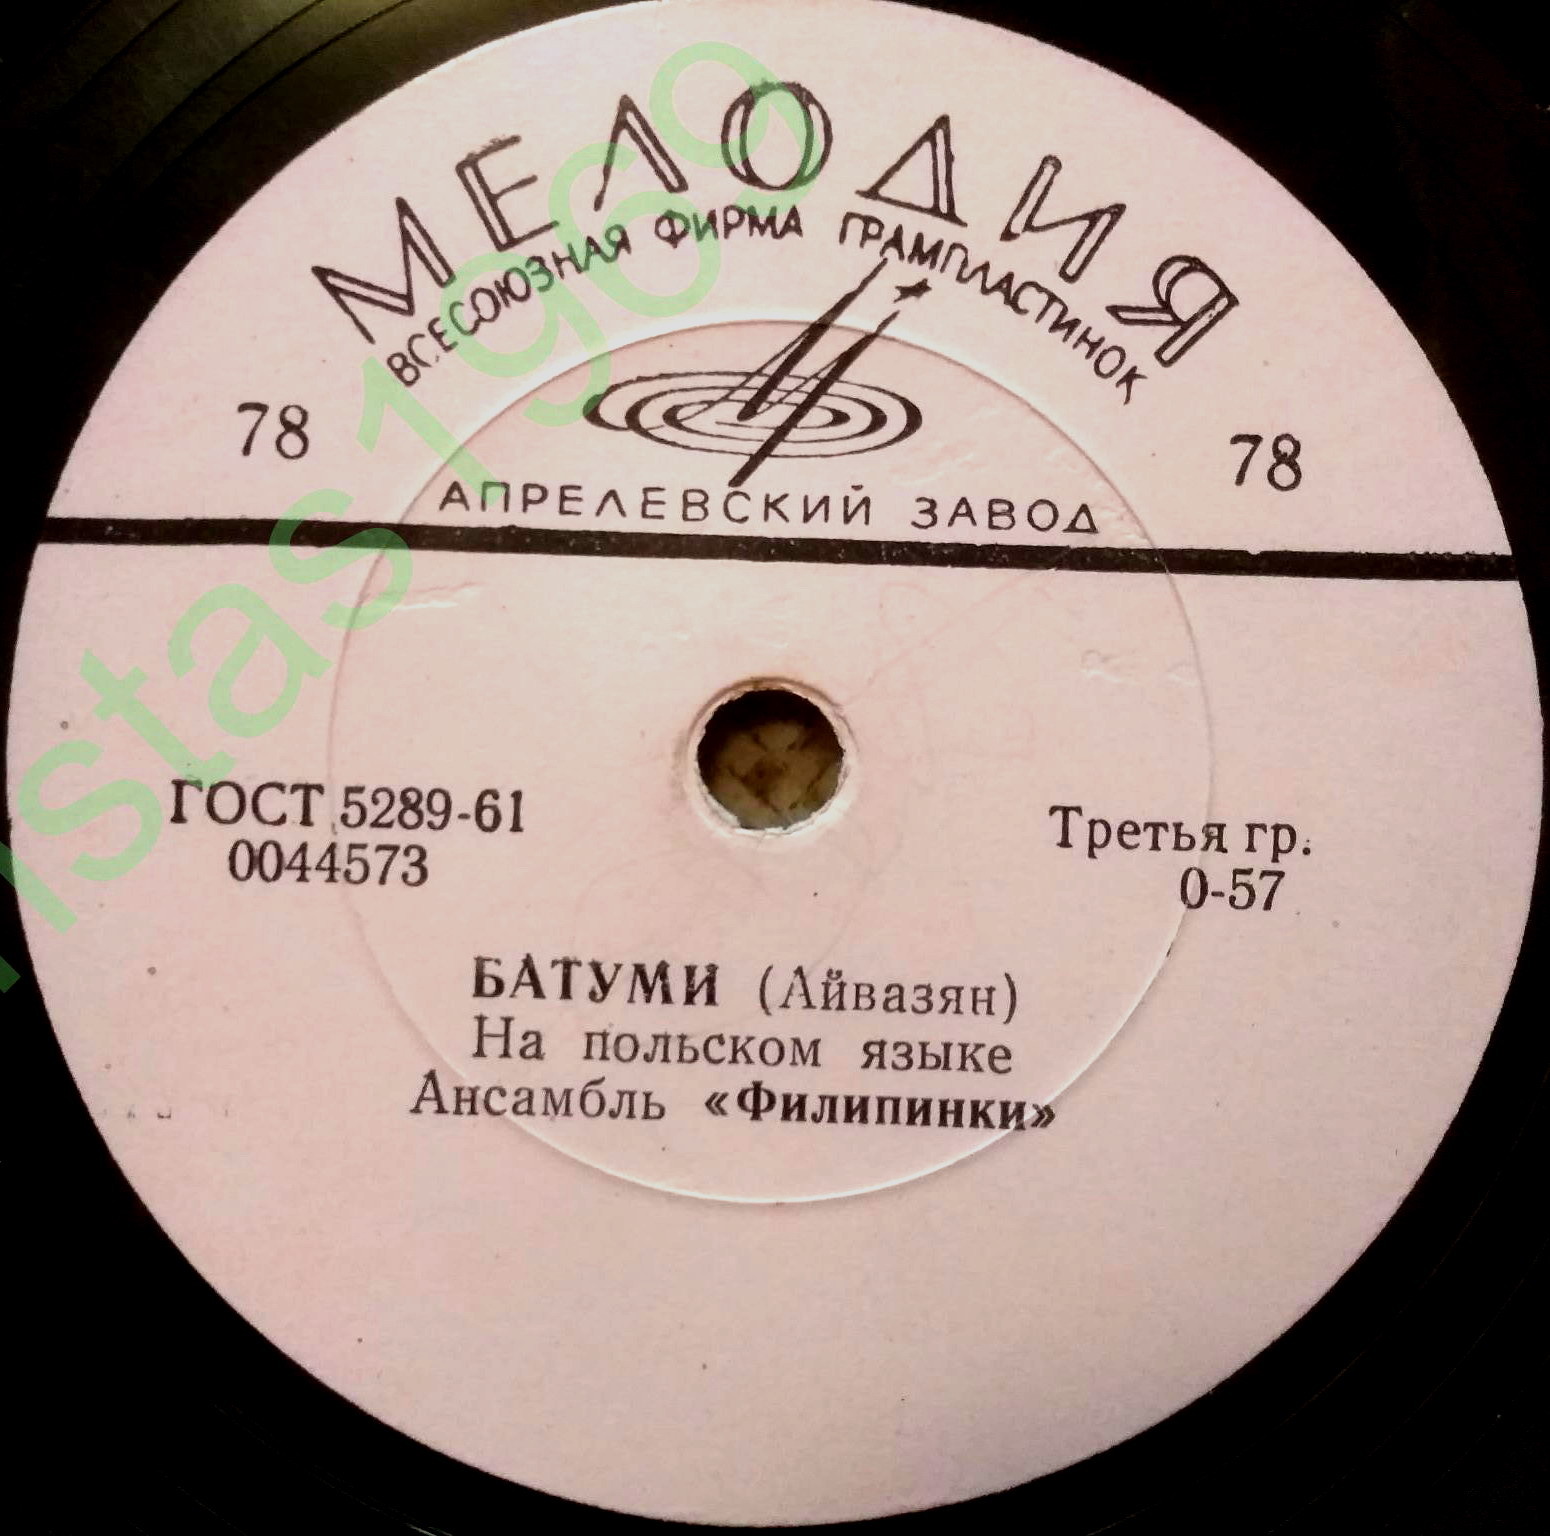 МЕЛОДИЯ
ВСЕСОЮЗНАЯ ФИРМА ГРАМПЛАСТИНОК
78 78
АПРЕЛЕВСКИЙ ЗАВОД
ГОСТ 5289-61 Третья гр.
0044573 0-57
БАТУМИ (Айвазян)
На польском языке
Ансамбль «Филипинки»
stas1969